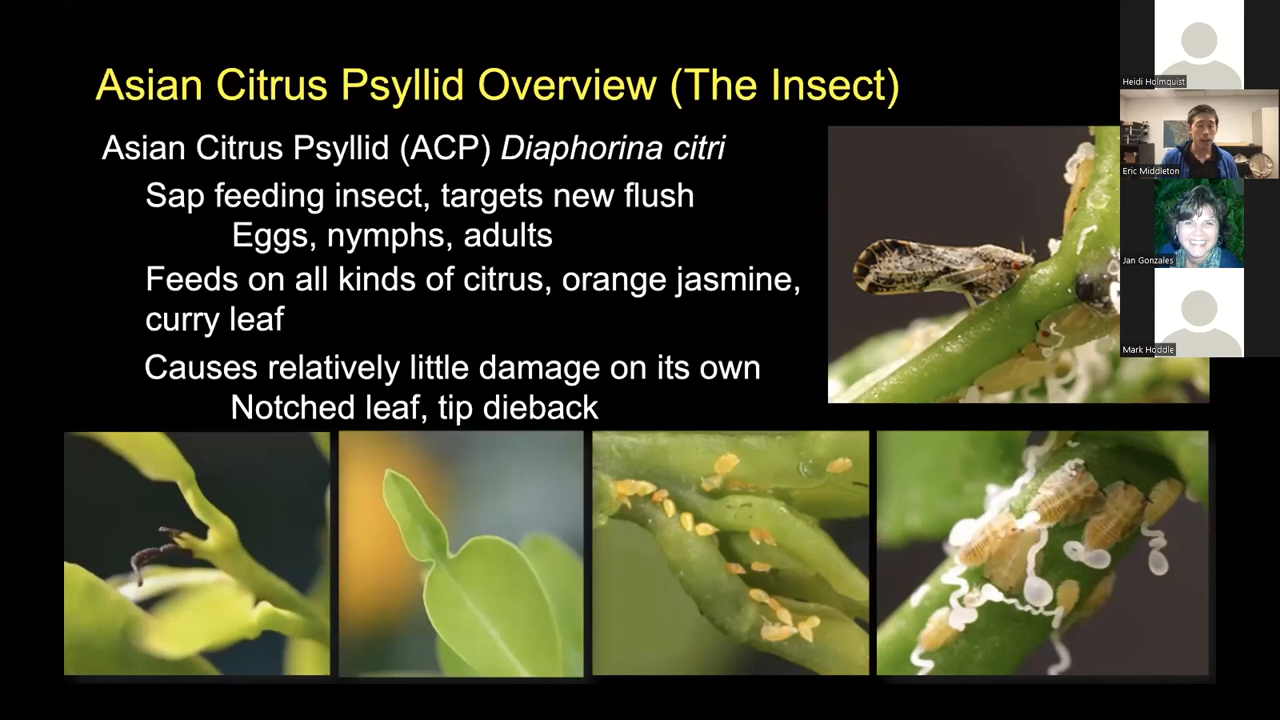 Asian Citrus Psyllid Overview (The Insect)
Asian Citrus Psyllid (ACP) Diaphorina citri
Sap feeding insect, targets new flush
Eggs, nymphs, adults
Feeds on all kinds of citrus, orange jasmine,
curry leaf
Causes relatively little damage on its own
Notched leaf, tip dieback
Heidi Holmquist
Eric Middleton
Jan Gonzales
Mark Hoddle